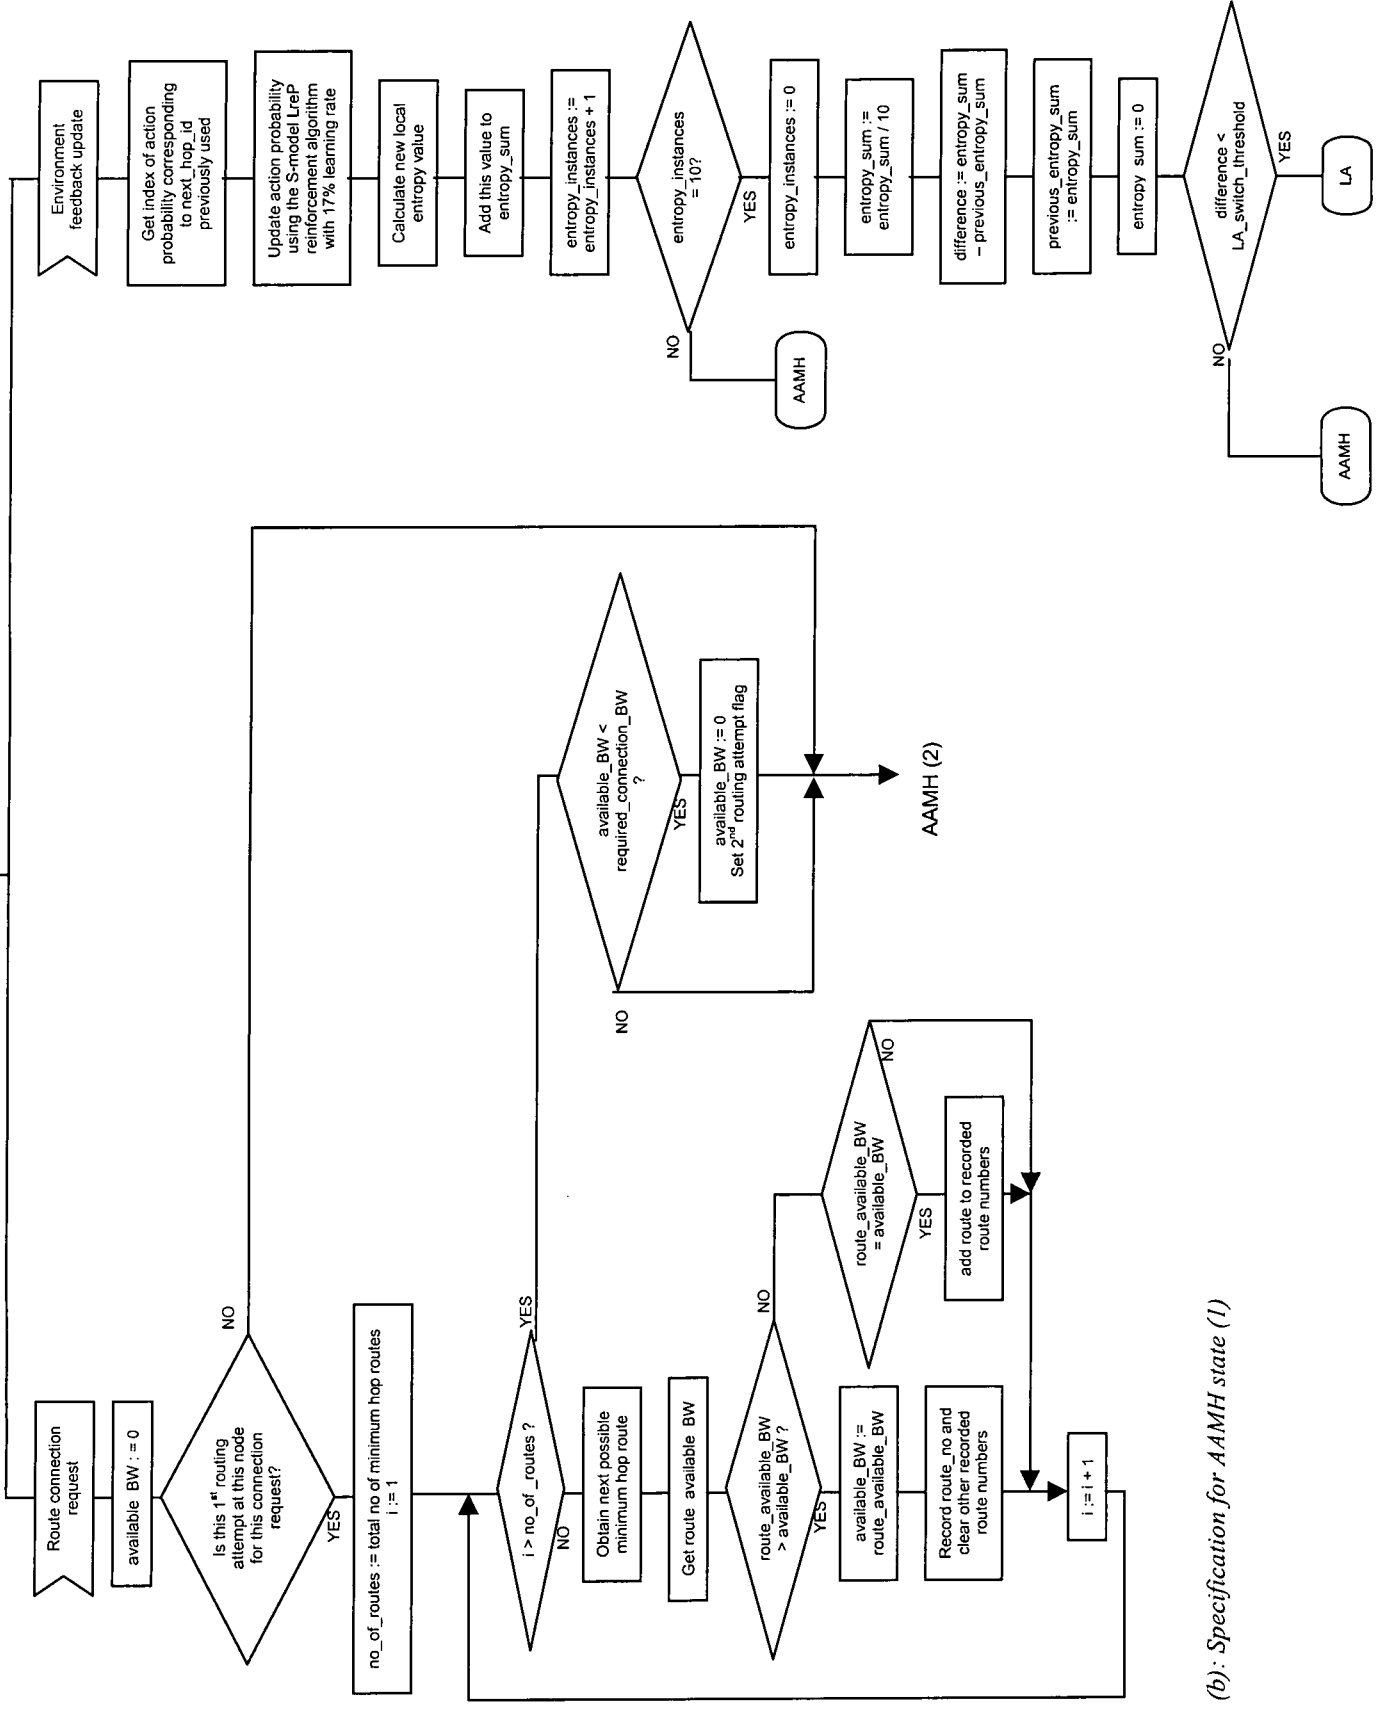 Route connection
request
available BW : = 0
Is this 1st routing
attempt at this node
for this connection
request?
NO
YES
no_of_routes := total no of minimum hop routes
i := 1
i > no_of_routes ?
YES
NO
Obtain next possible
minimum hop route
Get route available BW
route_available_BW
> available_BW ?
NO
YES
available_BW :=
route_available_BW
Record route_no and
clear other recorded
route numbers
route_available_BW
= available_BW
NO
YES
add route to recorded
route numbers
i := i + 1
available_BW <
required_connection_BW
?
NO
YES
available_BW := 0
Set 2nd routing attempt flag
AAMH (2)
Environment
feedback update
Get index of action
probability corresponding
to next_hop_id
previously used
Update action probability
using the S-model LreP
reinforcement algorithm
with 17% learning rate
Calculate new local
entropy value
Add this value to
entropy_sum
entropy_instances :=
entropy_instances + 1
entropy_instances
= 10?
NO
YES
AAMH
entropy_instances := 0
entropy_sum :=
entropy_sum / 10
difference := entropy_sum
– previous_entropy_sum
previous_entropy_sum
:= entropy_sum
entropy sum := 0
difference <
LA_switch_threshold
NO
YES
AAMH
LA
(b): Specification for AAMH state (1)